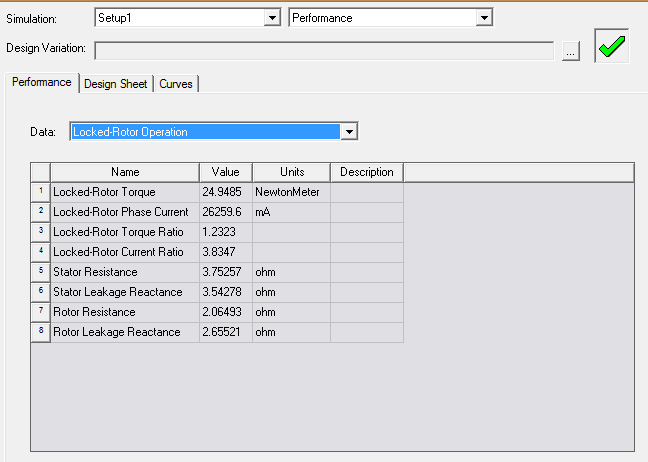 Simulation: Setup1 Performance
Design Variation: ...
Performance Design Sheet Curves
Data: Locked-Rotor Operation
Name Value Units Description
1 Locked-Rotor Torque 24.9485 NewtonMeter
2 Locked-Rotor Phase Current 26259.6 mA
3 Locked-Rotor Torque Ratio 1.2323
4 Locked-Rotor Current Ratio 3.8347
5 Stator Resistance 3.75257 ohm
6 Stator Leakage Reactance 3.54278 ohm
7 Rotor Resistance 2.06493 ohm
8 Rotor Leakage Reactance 2.65521 ohm